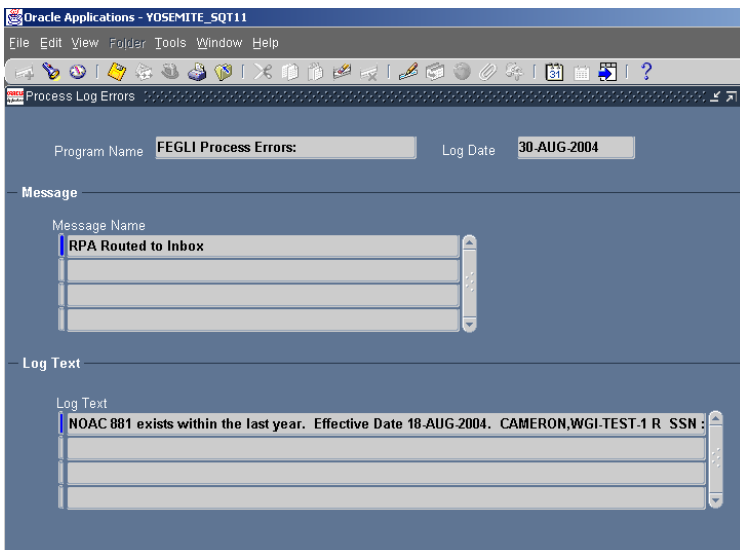 Oracle Applications - YOSEMITE_SQT11
File Edit View Folder Tools Window Help
31 ?
Process Log Errors
Program Name FEGLI Process Errors: Log Date 30-AUG-2004
Message
Message Name
RPA Routed to Inbox
Log Text
Log Text
NOAC 881 exists within the last year. Effective Date 18-AUG-2004. CAMERON,WGI-TEST-1 R SSN :